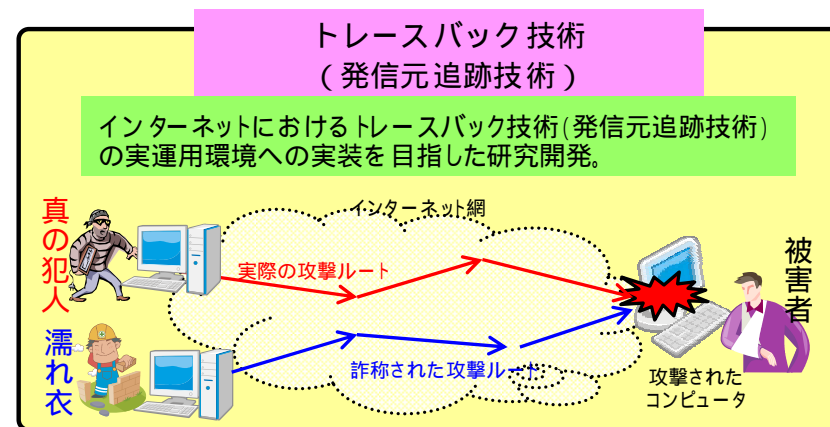 トレースバック技術
（発信元追跡技術）
インターネットにおけるトレースバック技術(発信元追跡技術)
の実運用環境への実装を目指した研究開発。
インターネット網
真の犯人
実際の攻撃ルート
被害者
濡れ衣
詐称された攻撃ルート
攻撃された
コンピュータ